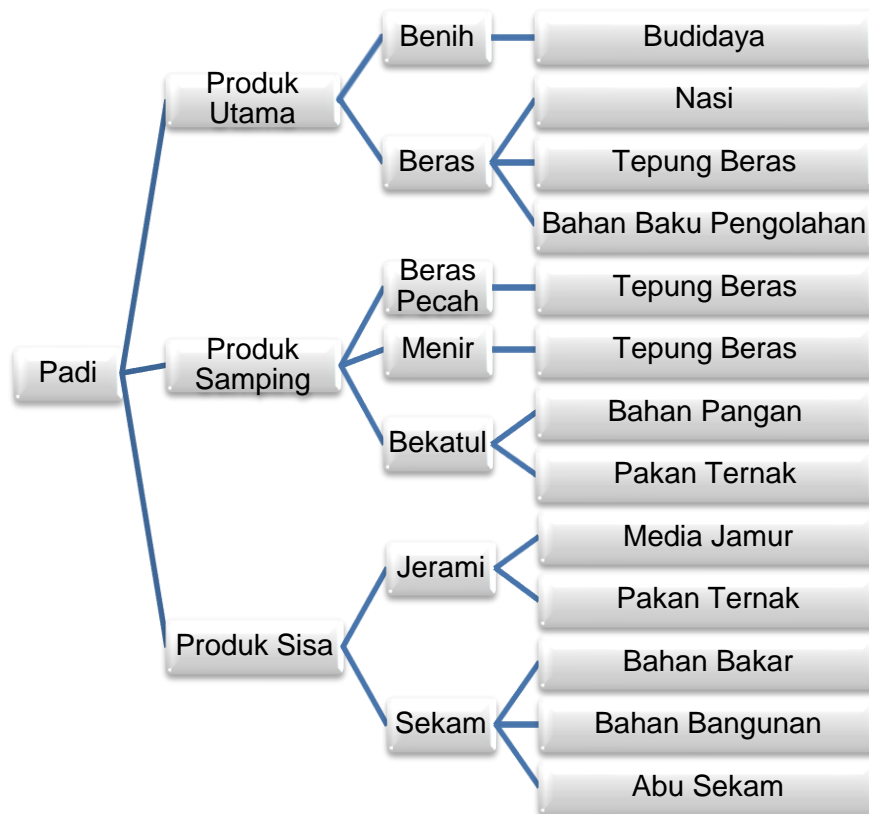 Padi
Produk
Utama
Benih
Budidaya
Beras
Nasi
Tepung Beras
Bahan Baku Pengolahan
Produk
Samping
Beras
Pecah
Tepung Beras
Menir
Tepung Beras
Bekatul
Bahan Pangan
Pakan Ternak
Produk Sisa
Jerami
Media Jamur
Pakan Ternak
Sekam
Bahan Bakar
Bahan Bangunan
Abu Sekam